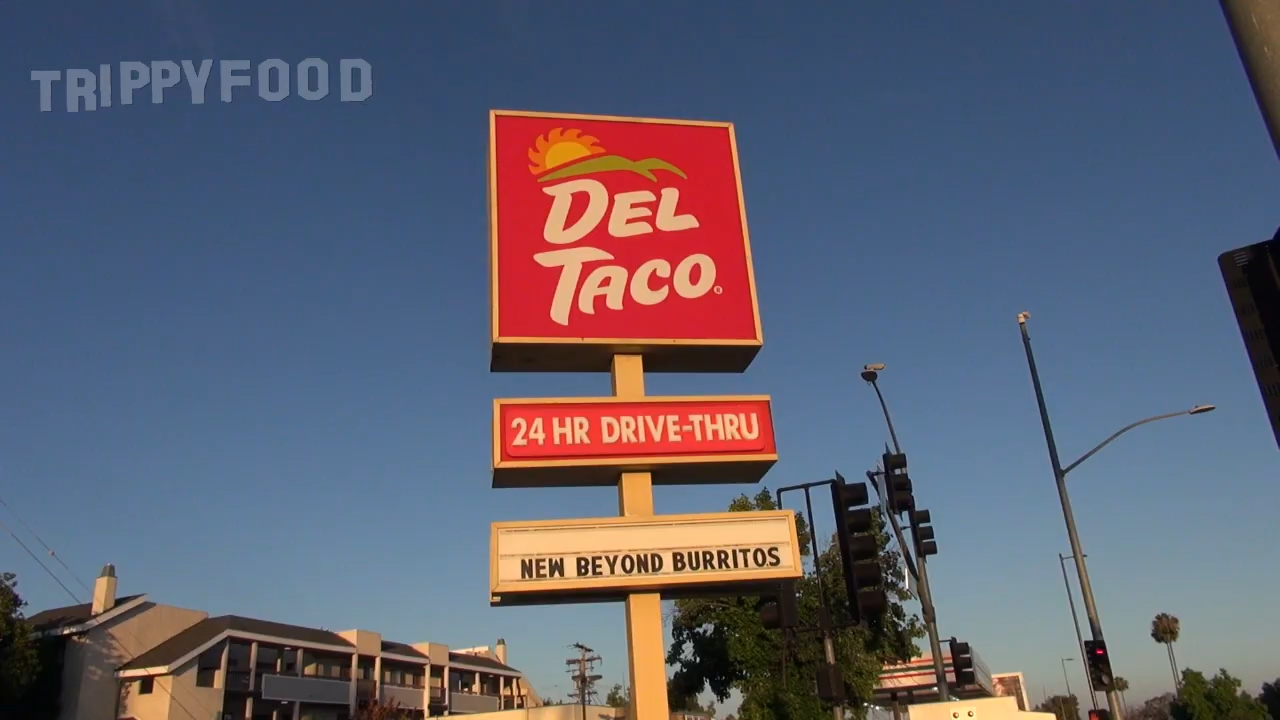 TRIPPYFOOD
DEL
TACO®
24 HR DRIVE-THRU
NEW BEYOND BURRITOS